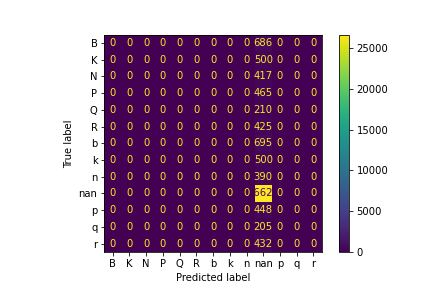 B 0 0 0 0 0 0 0 0 0 686 0 0 0
K 0 0 0 0 0 0 0 0 0 500 0 0 0
N 0 0 0 0 0 0 0 0 0 417 0 0 0
P 0 0 0 0 0 0 0 0 0 465 0 0 0
Q 0 0 0 0 0 0 0 0 0 210 0 0 0
R 0 0 0 0 0 0 0 0 0 425 0 0 0
b 0 0 0 0 0 0 0 0 0 695 0 0 0
k 0 0 0 0 0 0 0 0 0 500 0 0 0
n 0 0 0 0 0 0 0 0 0 390 0 0 0
nan 0 0 0 0 0 0 0 0 0 0 0 0
p 0 0 0 0 0 0 0 0 0 448 0 0 0
q 0 0 0 0 0 0 0 0 0 205 0 0 0
r 0 0 0 0 0 0 0 0 0 432 0 0 0
B K N P Q R b k n nan p q r
Predicted label
True label
25000
20000
15000
10000
5000
0